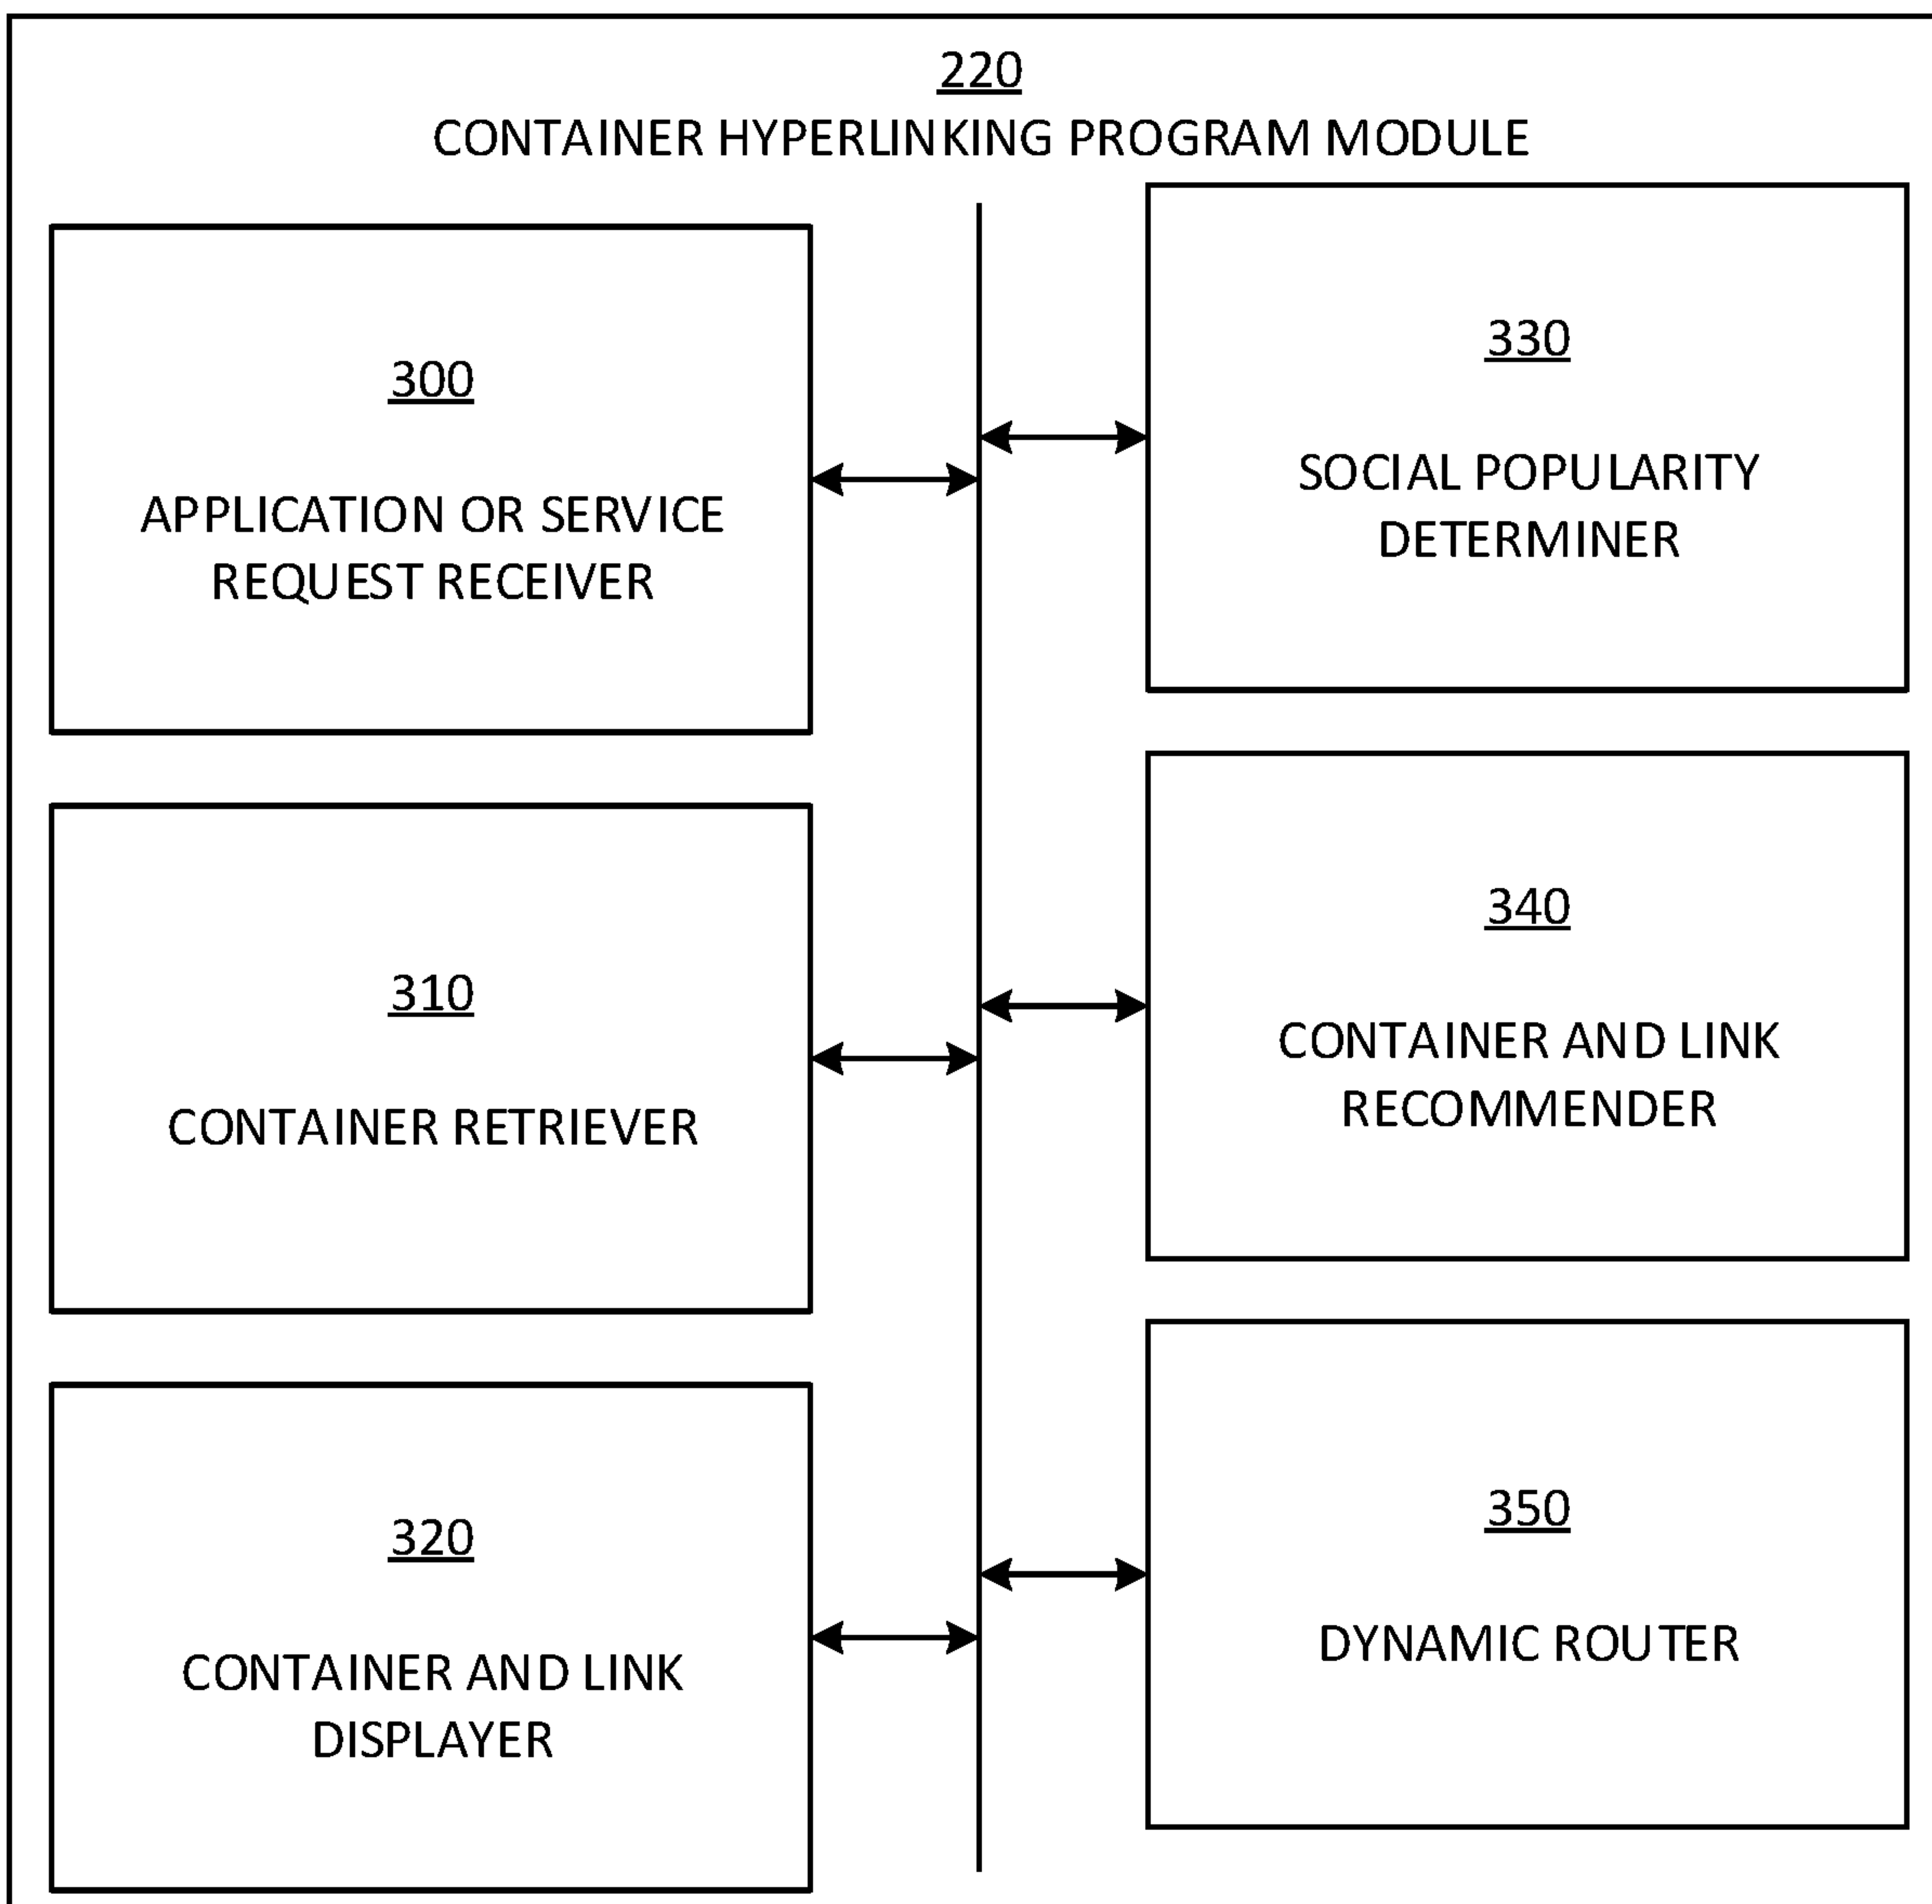 220
CONTAINER HYPERLINKING PROGRAM MODULE
300
APPLICATION OR SERVICE
REQUEST RECEIVER
310
CONTAINER RETRIEVER
320
CONTAINER AND LINK
DISPLAYER
330
SOCIAL POPULARITY
DETERMINER
340
CONTAINER AND LINK
RECOMMENDER
350
DYNAMIC ROUTER